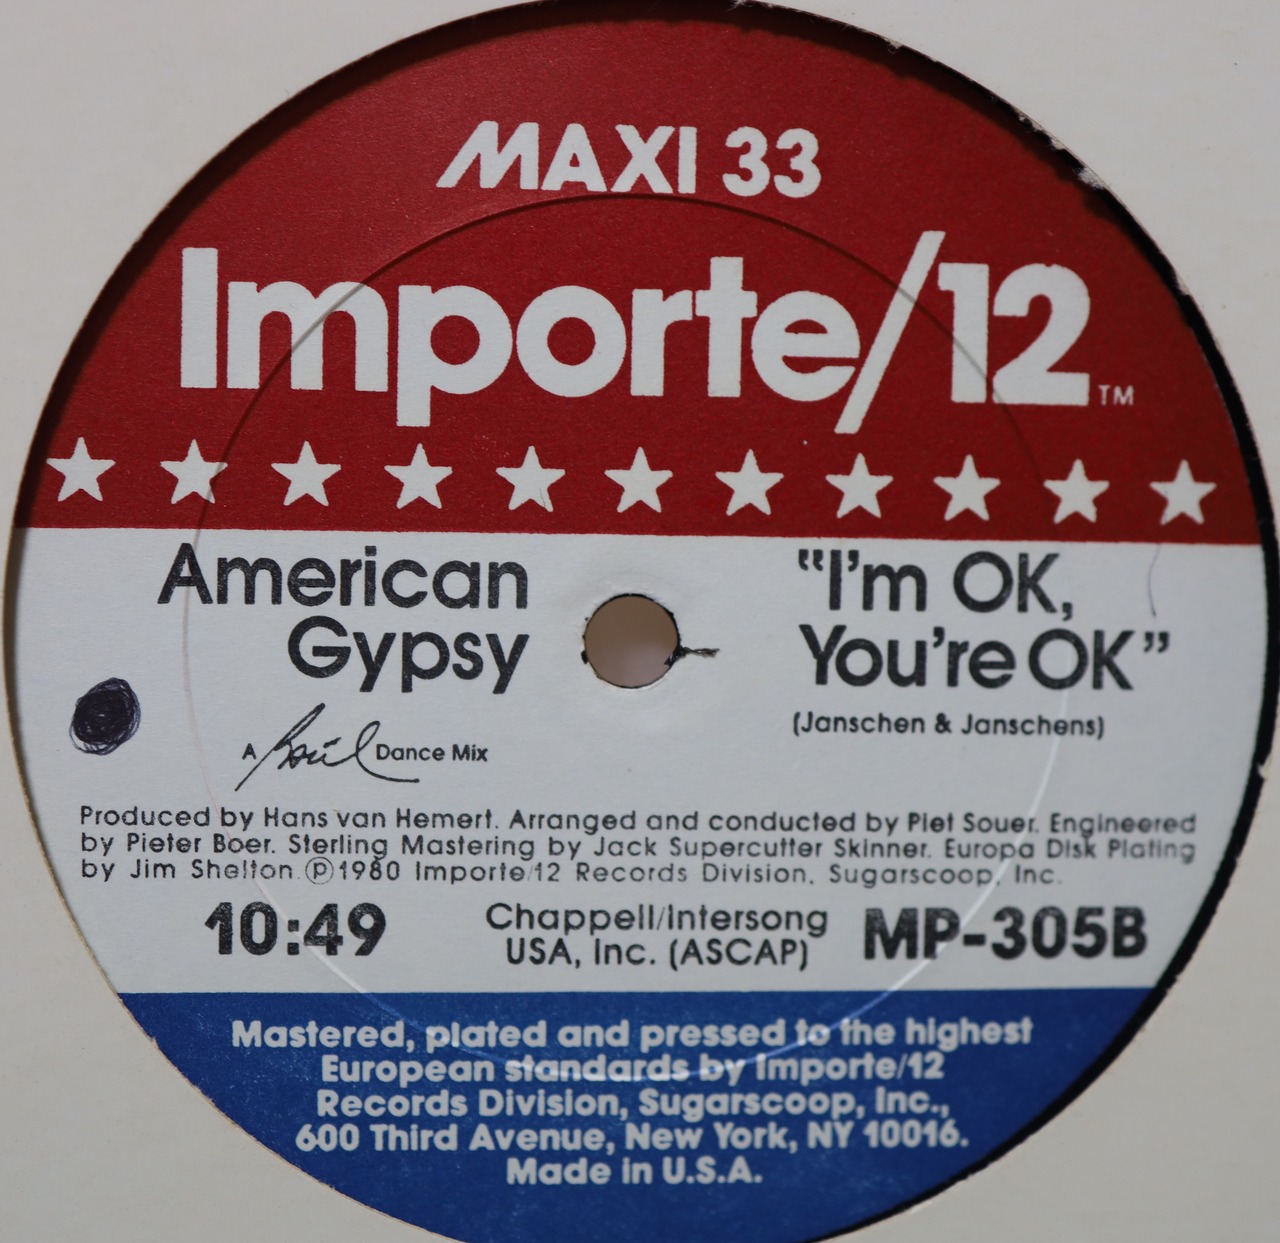 MAXI 33
Importe/12 ™
American
Gypsy
"I'm OK,
You're OK"
(Janschen & Janschens)
A Raúl Dance Mix
Produced by Hans van Hemert. Arranged and conducted by Piet Souer. Engineered
by Pieter Boer. Sterling Mastering by Jack Supercutter Skinner. Europa Disk Plating
by Jim Shelton ℗1980 Importe/12 Records Division, Sugarscoop, Inc.
10:49
Chappell/Intersong
USA, Inc. (ASCAP)
MP-305B
Mastered, plated and pressed to the highest
European standards by Importe/12
Records Division, Sugarscoop, Inc.,
600 Third Avenue, New York, NY 10016.
Made in U.S.A.